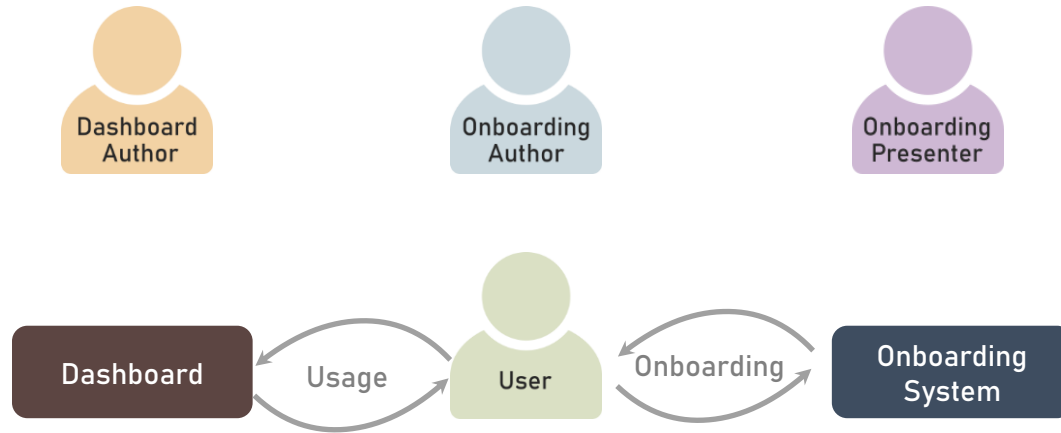 Dashboard
Author
Onboarding
Author
Onboarding
Presenter
Dashboard
Usage
User
Onboarding
Onboarding
System